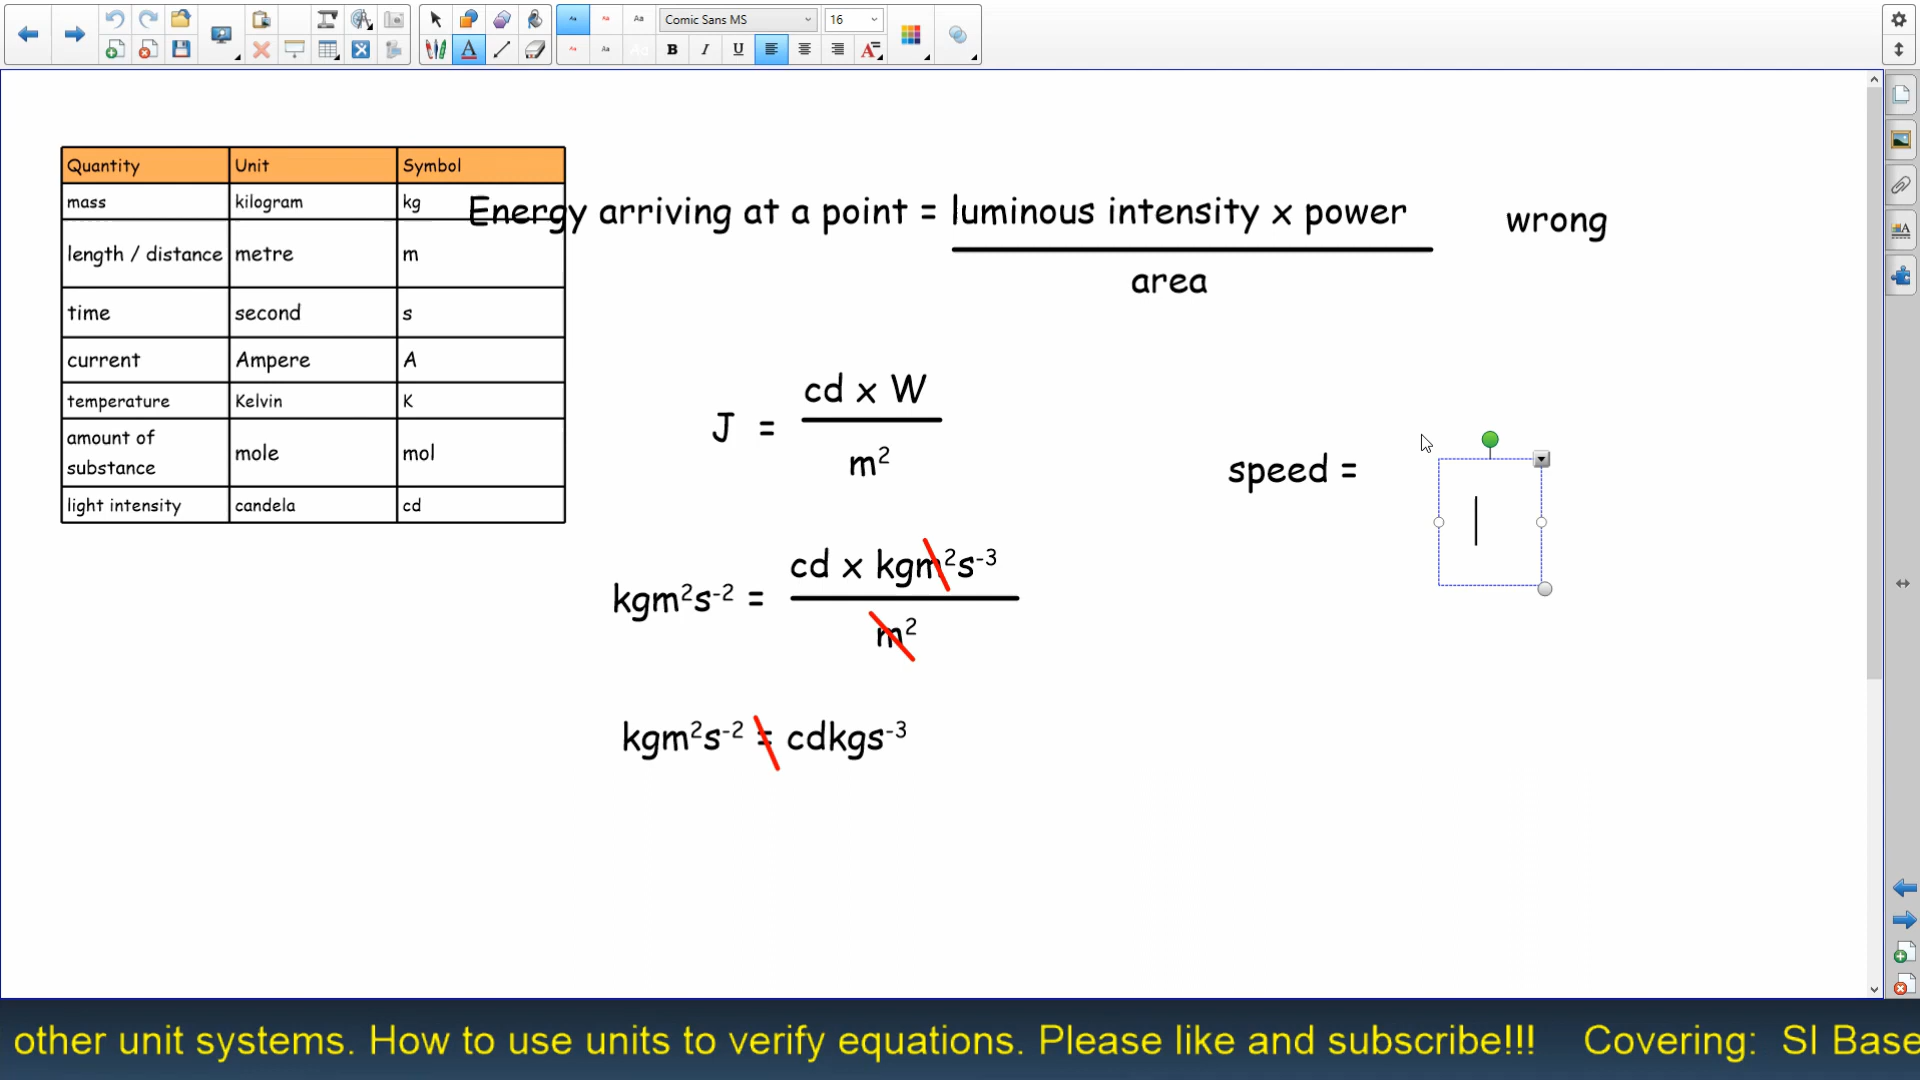 Comic Sans MS
16
B I U
Quantity Unit Symbol
mass kilogram kg
length / distance metre m
time second s
current Ampere A
temperature Kelvin K
amount of substance mole mol
light intensity candela cd
Energy arriving at a point = luminous intensity x power
area
wrong
J = cd x W
m²
speed =
kgm²s⁻² = cd x kgm²s⁻³
m²
kgm²s⁻² = cdkgs⁻³
other unit systems. How to use units to verify equations. Please like and subscribe!!! Covering: SI Base